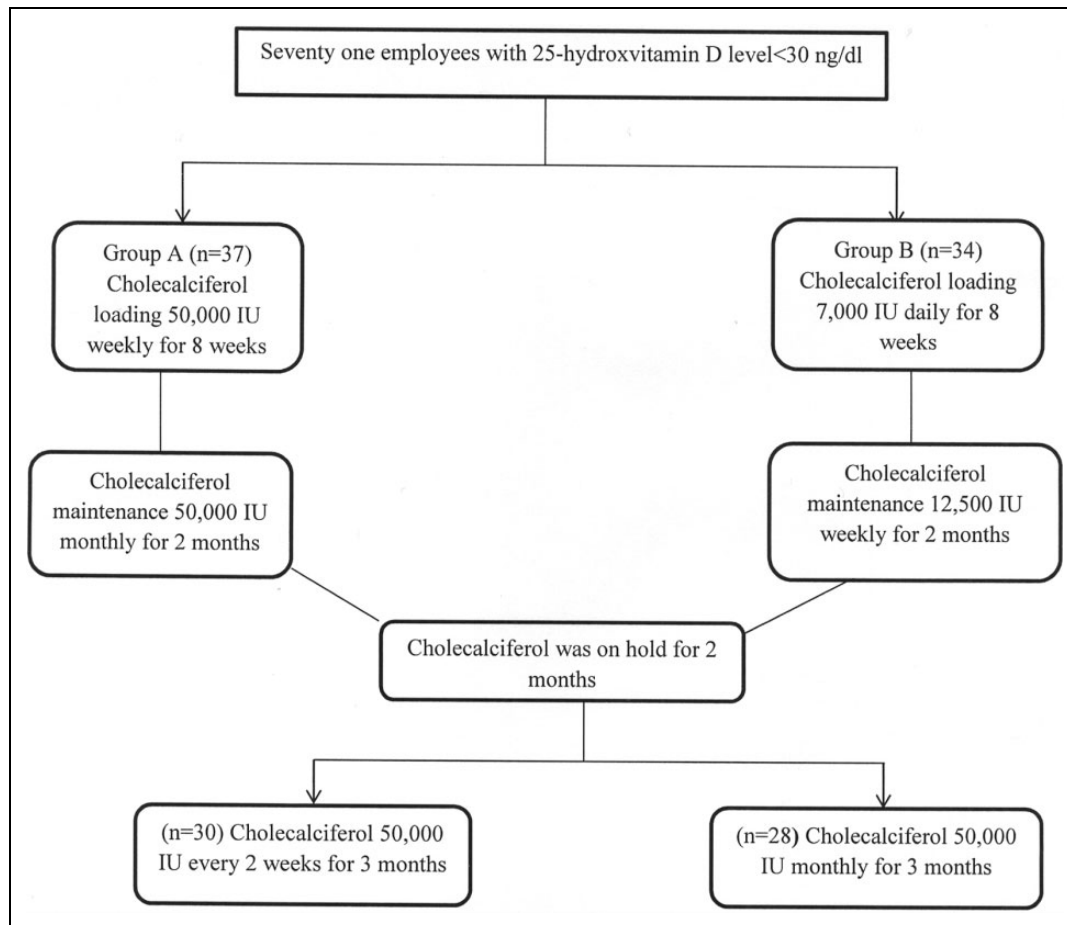 Seventy one employees with 25-hydroxvitamin D level<30 ng/dl
Group A (n=37)
Cholecalciferol
loading 50,000 IU
weekly for 8 weeks
Group B (n=34)
Cholecalciferol loading
7,000 IU daily for 8
weeks
Cholecalciferol
maintenance 50,000 IU
monthly for 2 months
Cholecalciferol
maintenance 12,500 IU
weekly for 2 months
Cholecalciferol was on hold for 2
months
(n=30) Cholecalciferol 50,000
IU every 2 weeks for 3 months
(n=28) Cholecalciferol 50,000
IU monthly for 3 months